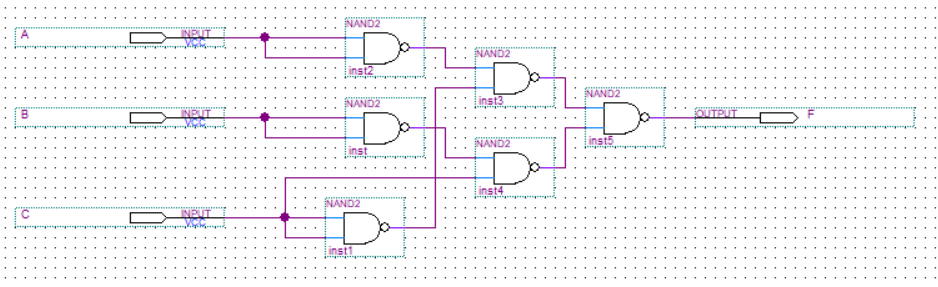 NAND2
A INPUT
VCC
inst2
NAND2
inst3
NAND2
B INPUT
VCC
NAND2
inst
OUTPUT F
inst5
NAND2
inst4
C INPUT
VCC
NAND2
inst1